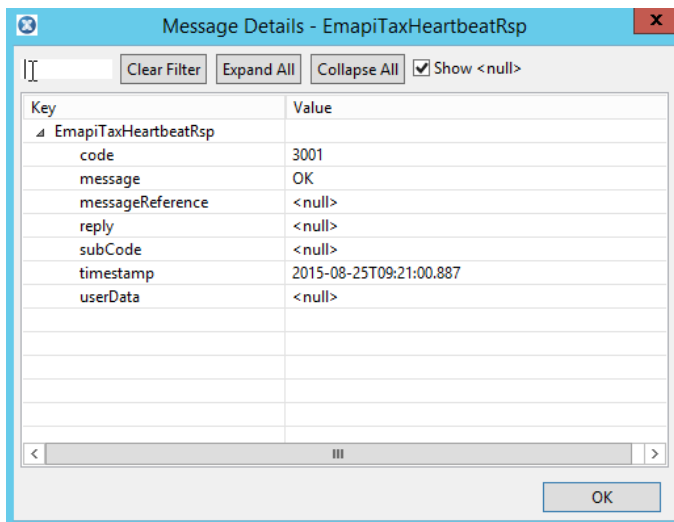 Message Details - EmapiTaxHeartbeatRsp
x
Clear Filter Expand All Collapse All Show <null>
Key Value
EmapiTaxHeartbeatRsp
code 3001
message OK
messageReference <null>
reply <null>
subCode <null>
timestamp 2015-08-25T09:21:00.887
userData <null>
OK